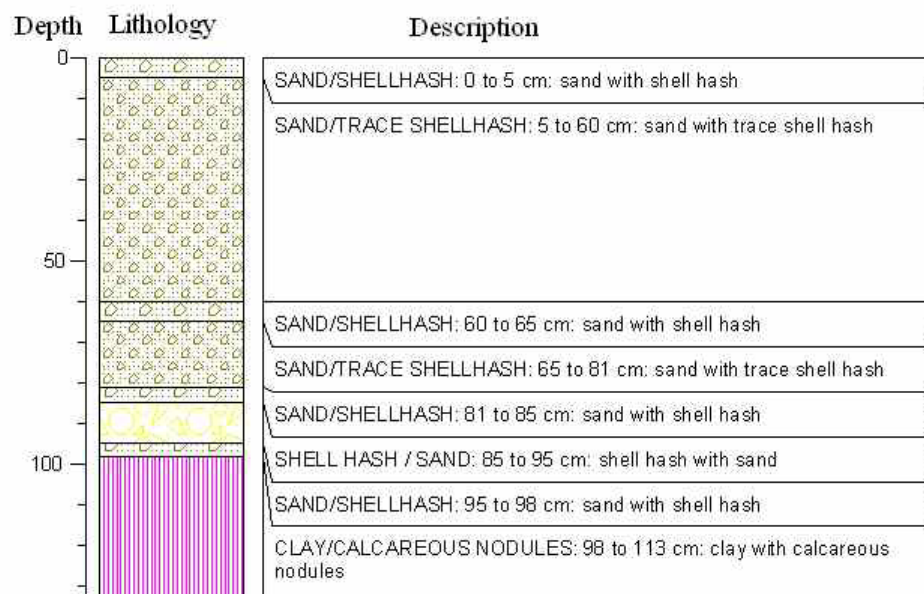 Depth Lithology Description
0
SAND/SHELLHASH: 0 to 5 cm: sand with shell hash
SAND/TRACE SHELLHASH: 5 to 60 cm: sand with trace shell hash
50
SAND/SHELLHASH: 60 to 65 cm: sand with shell hash
SAND/TRACE SHELLHASH: 65 to 81 cm: sand with trace shell hash
SAND/SHELLHASH: 81 to 85 cm: sand with shell hash
100
SHELL HASH / SAND: 85 to 95 cm: shell hash with sand
SAND/SHELLHASH: 95 to 98 cm: sand with shell hash
CLAY/CALCAREOUS NODULES: 98 to 113 cm: clay with calcareous
nodules